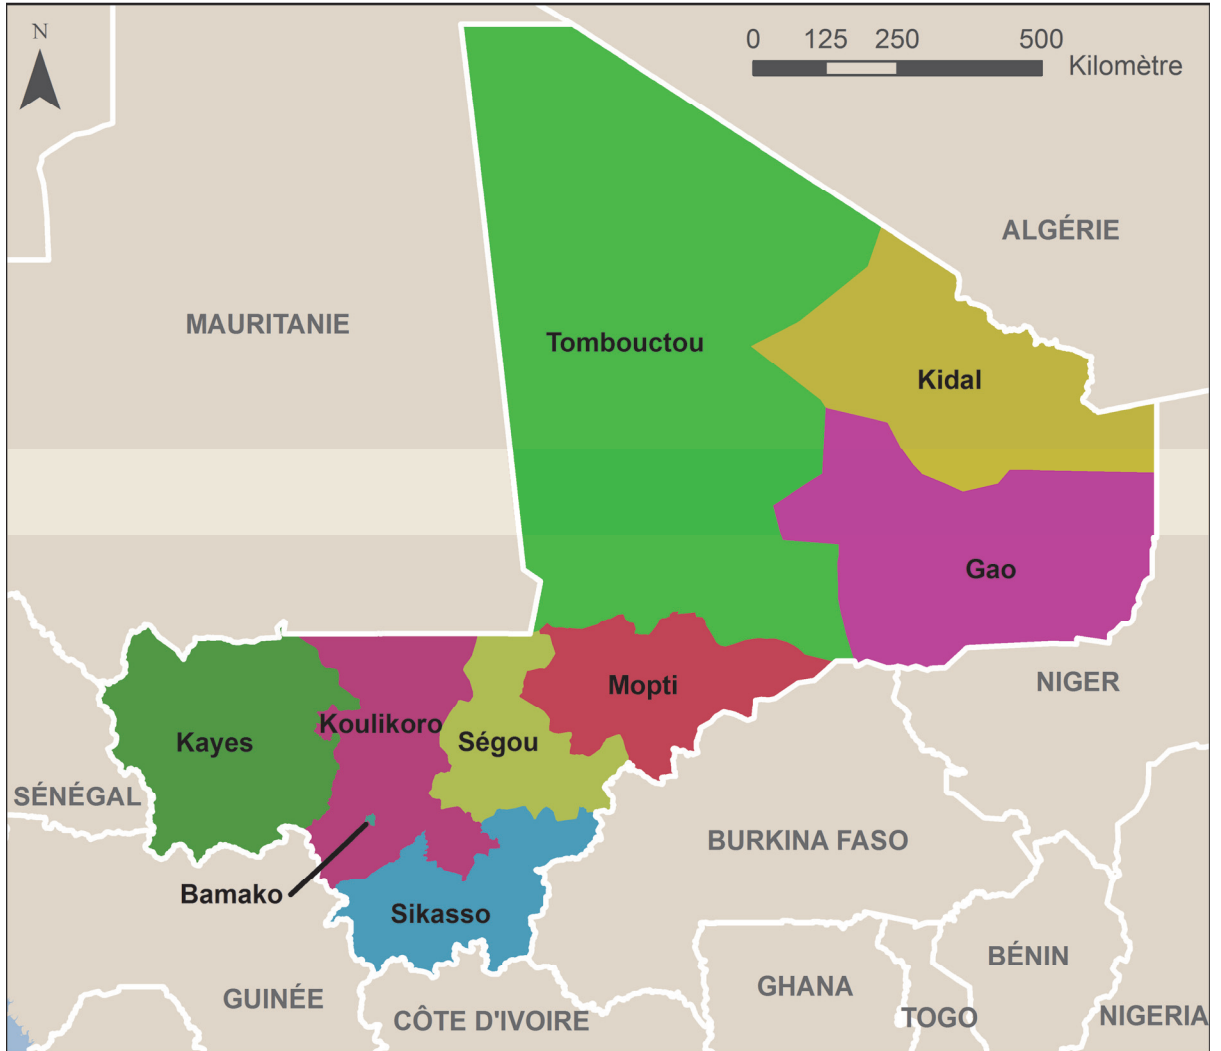 N
0 125 250 500
Kilomètre
ALGÉRIE
MAURITANIE
Tombouctou
Kidal
Gao
NIGER
Mopti
Koulikoro
Ségou
Kayes
SÉNÉGAL
BURKINA FASO
Bamako
Sikasso
BÉNIN
GHANA
GUINÉE
CÔTE D'IVOIRE
TOGO
NIGERIA